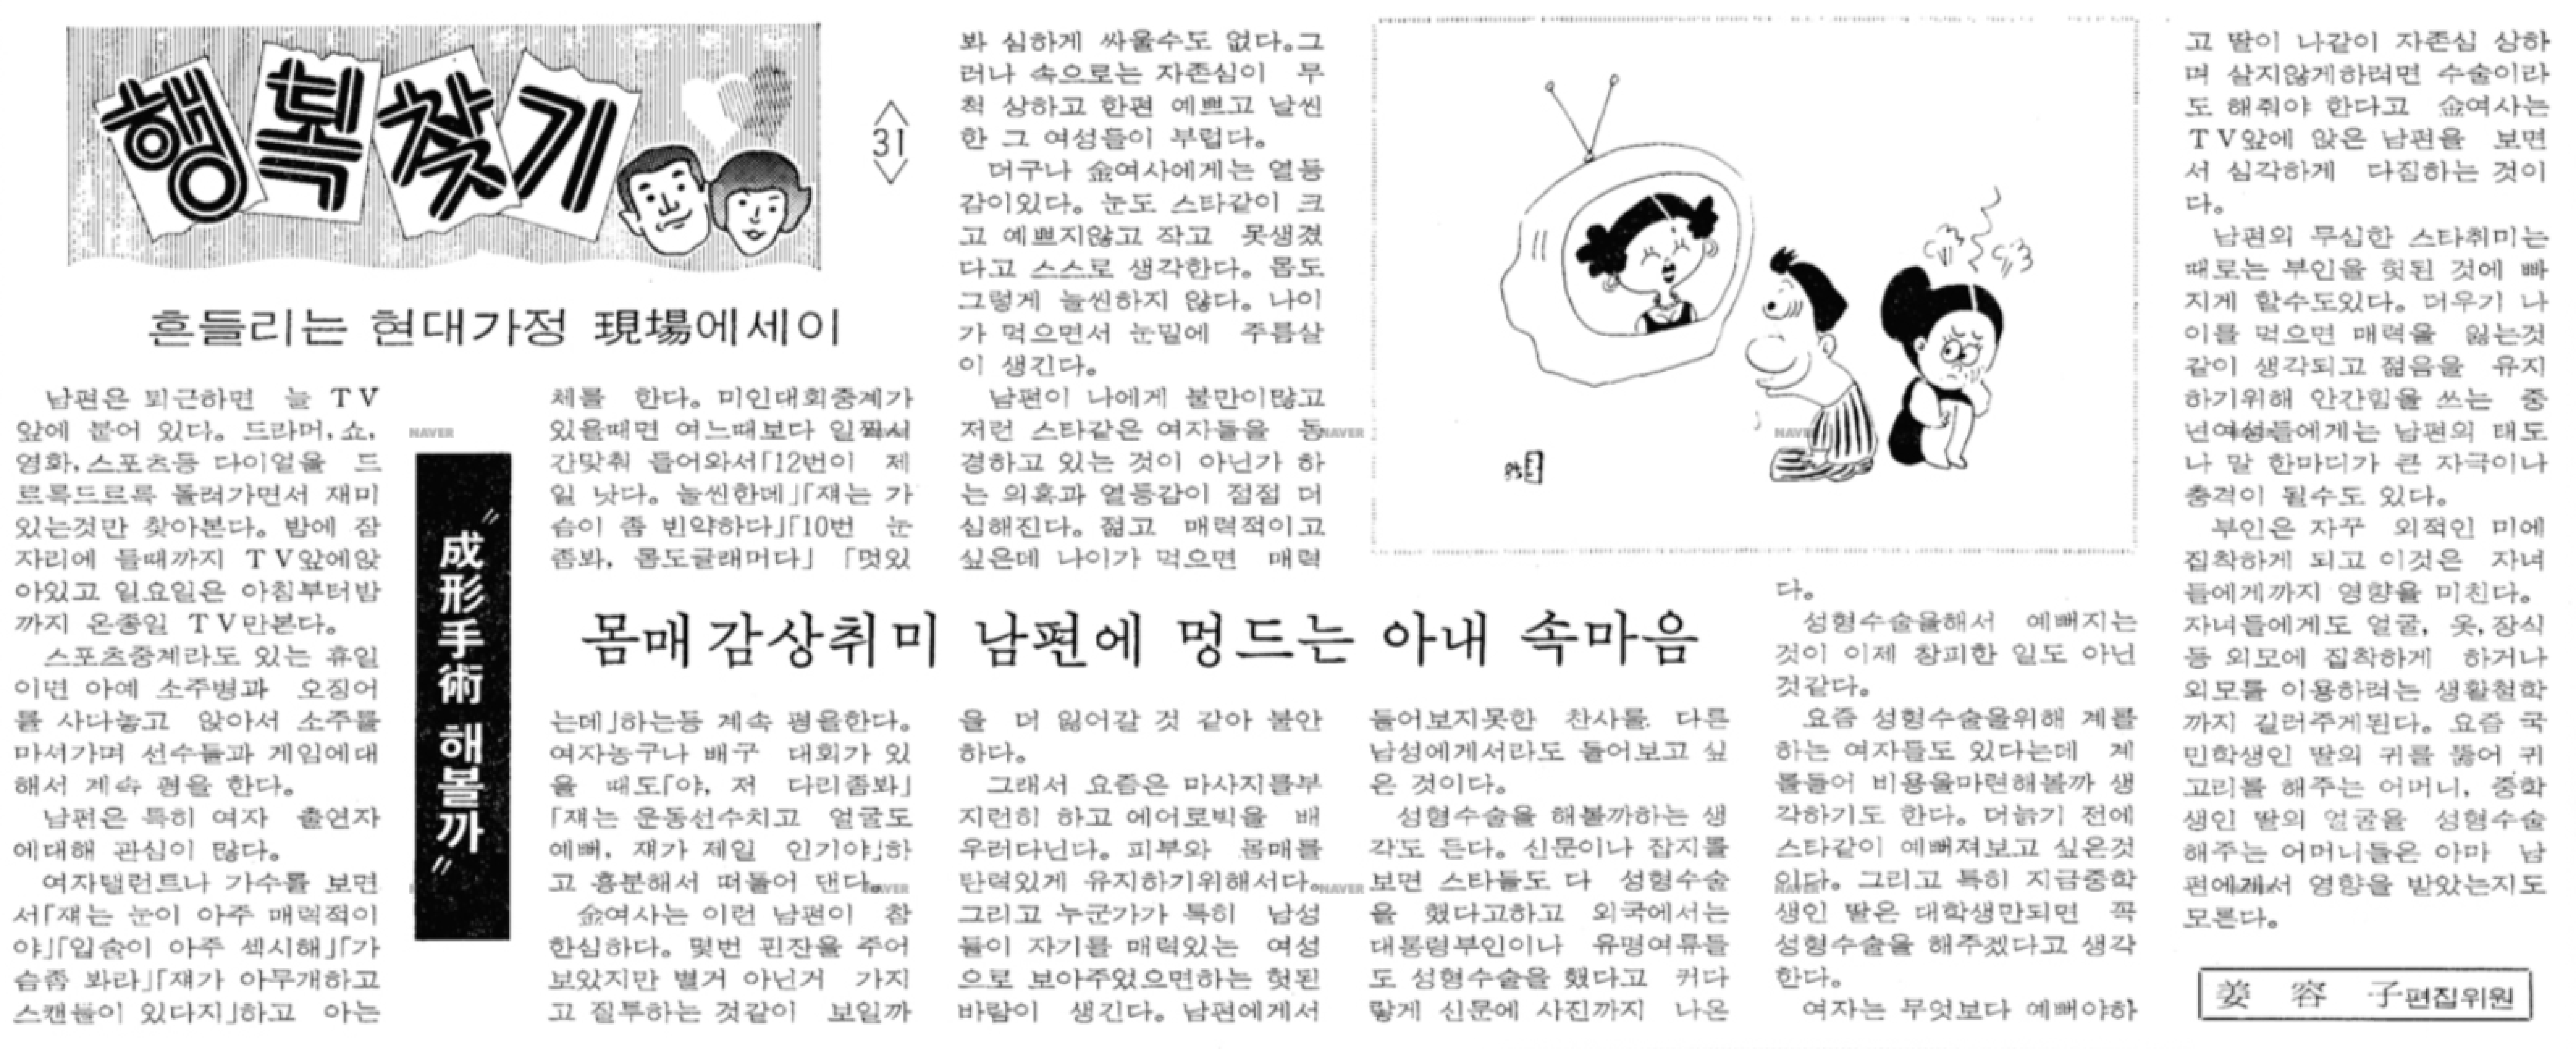 행복찾기
<31>
흔들리는 현대가정 現場에세이
"成形手術 해볼까"
몸매감상취미 남편에 멍드는 아내 속마음
남편은 퇴근하면 늘 TV
앞에 붙어 있다. 드라머, 쇼,
영화, 스포츠등 다이얼을 드
르륵드르륵 돌려가면서 재미
있는것만 찾아본다. 밤에 잠
자리에 들때까지 TV앞에앉
아있고 일요일은 아침부터밤
까지 온종일 TV만본다.
스포츠중계라도 있는 휴일
이면 아예 소주병과 오징어
를 사다놓고 앉아서 소주를
마셔가며 선수들과 게임에대
해서 계속 평을 한다.
남편은 특히 여자 출연자
에대해 관심이 많다.
여자탤런트나 가수를 보면
서「쟤는 눈이 아주 매력적이
야」「입술이 아주 섹시해」「가
슴좀 봐라」「쟤가 아무개하고
스캔들이 있다지」하고 아는
체를 한다. 미인대회중계가
있을때면 여느때보다 일찍서
간맞춰 들어와서「12번이 제
일 낫다. 늘씬한데」「쟤는 가
슴이 좀 빈약하다」「10번 눈
좀봐, 몸도글래머다」 「멋있
는데」하는등 계속 평을한다.
여자농구나 배구 대회가 있
을 때도「야, 저 다리좀봐」
「쟤는 운동선수치고 얼굴도
예뻐, 쟤가 제일 인기야」하
고 흥분해서 떠들어 댄다.
金여사는 이런 남편이 참
한심하다. 몇번 핀잔을 주어
보았지만 별거 아닌거 가지
고 질투하는 것같이 보일까
봐 심하게 싸울수도 없다.그
러나 속으로는 자존심이 무
척 상하고 한편 예쁘고 날씬
한 그 여성들이 부럽다.
더구나 金여사에게는 열등
감이있다. 눈도 스타같이 크
고 예쁘지않고 작고 못생겼
다고 스스로 생각한다. 몸도
그렇게 늘씬하지 않다. 나이
가 먹으면서 눈밑에 주름살
이 생긴다.
남편이 나에게 불만이많고
저런 스타같은 여자들을 동
경하고 있는 것이 아닌가 하
는 의혹과 열등감이 점점 더
심해진다. 젊고 매력적이고
싶은데 나이가 먹으면 매력
을 더 잃어갈 것 같아 불안
하다.
그래서 요즘은 마사지를부
지런히 하고 에어로빅을 배
우러다닌다. 피부와 몸매를
탄력있게 유지하기위해서다.
그리고 누군가가 특히 남성
들이 자기를 매력있는 여성
으로 보아주었으면하는 헛된
바람이 생긴다. 남편에게서
들어보지못한 찬사를 다른
남성에게서라도 들어보고 싶
은 것이다.
성형수술을 해볼까하는 생
각도 든다. 신문이나 잡지를
보면 스타들도 다 성형수술
을 했다고하고 외국에서는
대통령부인이나 유명여류들
도 성형수술을 했다고 커다
랗게 신문에 사진까지 나온
다.
성형수술을해서 예뻐지는
것이 이제 창피한 일도 아닌
것같다.
요즘 성형수술을위해 계를
하는 여자들도 있다는데 계
를들어 비용을마련해볼까 생
각하기도 한다. 더늙기 전에
스타같이 예뻐져보고 싶은것
이다. 그리고 특히 지금중학
생인 딸은 대학생만되면 꼭
성형수술을 해주겠다고 생각
한다.
여자는 무엇보다 예뻐야하
고 딸이 나같이 자존심 상하
며 살지않게하려면 수술이라
도 해줘야 한다고 金여사는
TV앞에 앉은 남편을 보면
서 심각하게 다짐하는 것이
다.
남편의 무심한 스타취미는
때로는 부인을 헛된 것에 빠
지게 할수도있다. 더우기 나
이를 먹으면 매력을 잃는것
같이 생각되고 젊음을 유지
하기위해 안간힘을 쓰는 중
년여성들에게는 남편의 태도
나 말 한마디가 큰 자극이나
충격이 될수도 있다.
부인은 자꾸 외적인 미에
집착하게 되고 이것은 자녀
들에게까지 영향을 미친다.
자녀들에게도 얼굴, 옷, 장식
등 외모에 집착하게 하거나
외모를 이용하려는 생활철학
까지 길러주게된다. 요즘 국
민학생인 딸의 귀를 뚫어 귀
고리를 해주는 어머니, 중학
생인 딸의 얼굴을 성형수술
해주는 어머니들은 아마 남
편에게서 영향을 받았는지도
모른다.
姜容子편집위원
NAVER